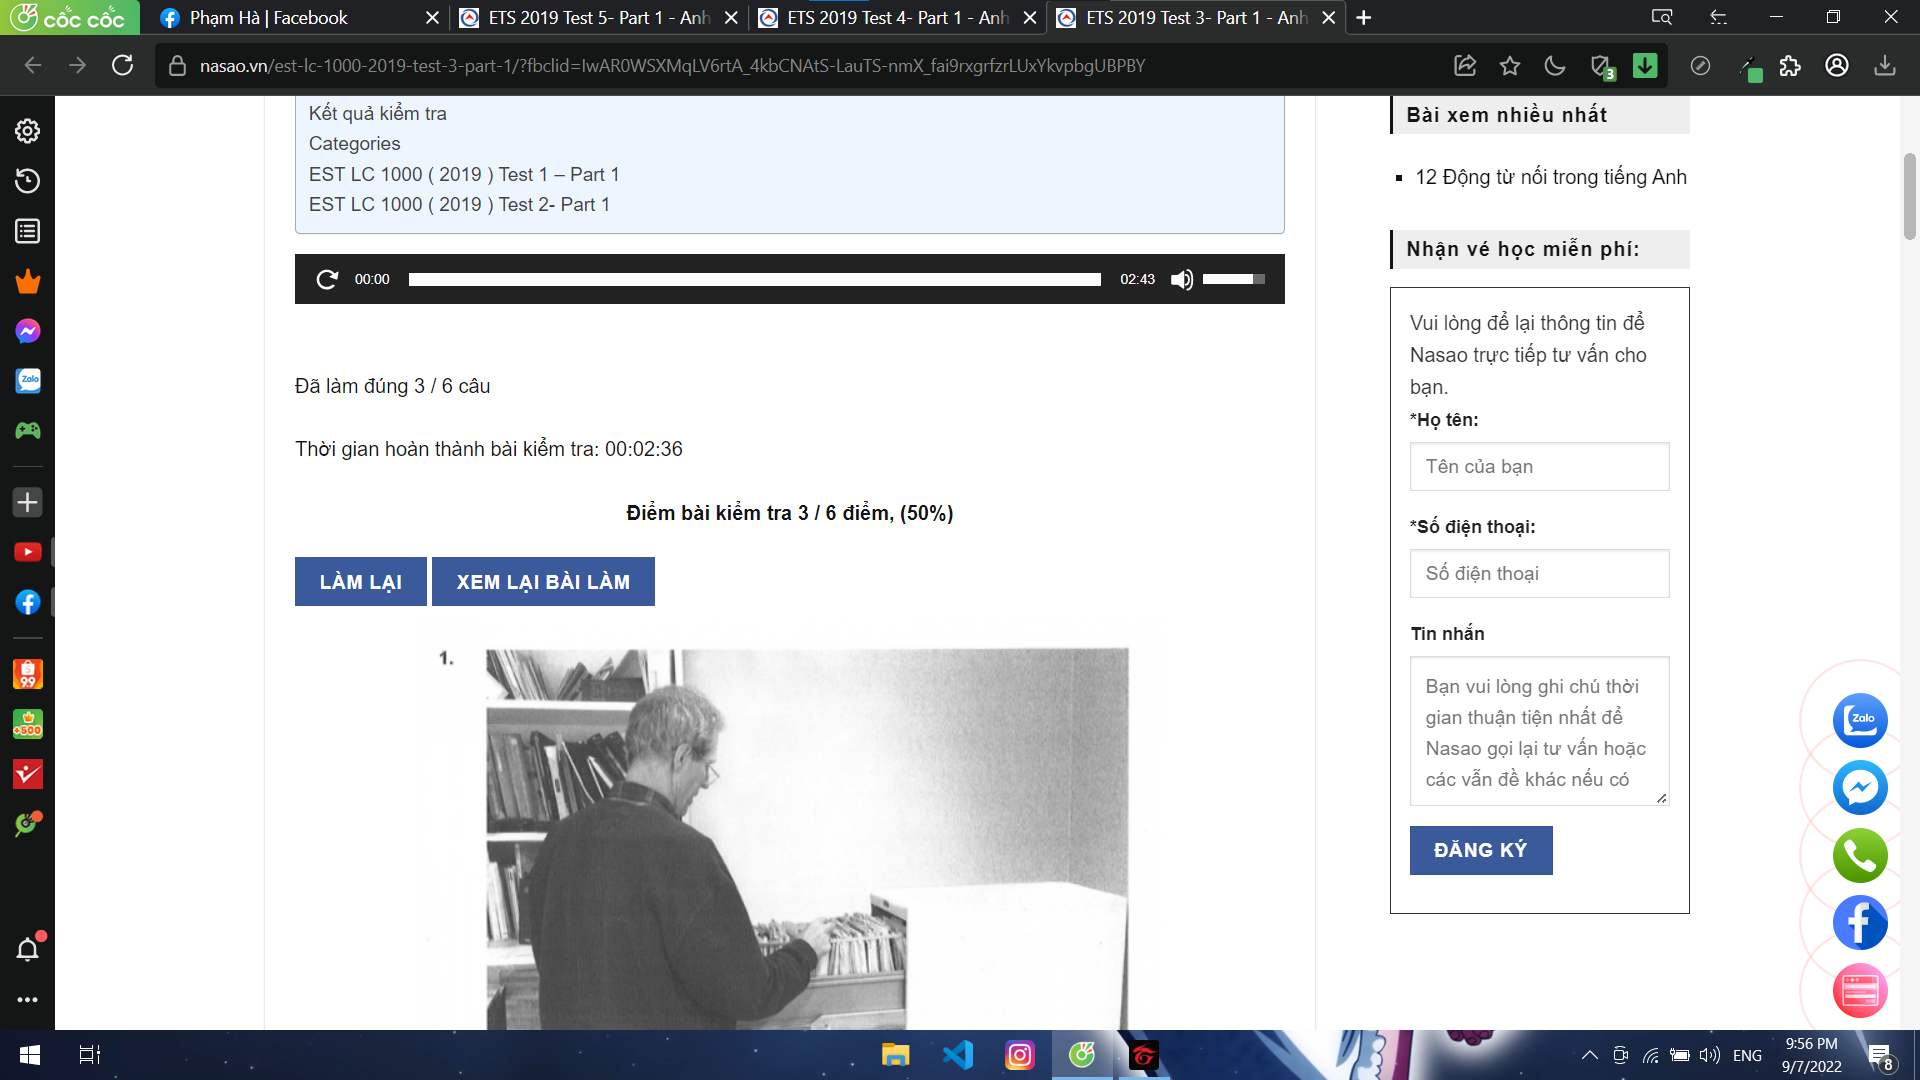 cốc cốc
Phạm Hà | Facebook
ETS 2019 Test 5- Part 1 - Anh
ETS 2019 Test 4- Part 1 - Anh
ETS 2019 Test 3- Part 1 - Anh
nasao.vn/est-lc-1000-2019-test-3-part-1/?fbclid=IwAR0WSXMqLV6rtA_4kbCNAtS-LauTS-nmX_fai9rxgrfzrLUxYkvpbgUBPBY
3
Kết quả kiểm tra
Categories
EST LC 1000 ( 2019 ) Test 1 – Part 1
EST LC 1000 ( 2019 ) Test 2- Part 1
00:00
02:43
Đã làm đúng 3 / 6 câu
Thời gian hoàn thành bài kiểm tra: 00:02:36
Điểm bài kiểm tra 3 / 6 điểm, (50%)
LÀM LẠI
XEM LẠI BÀI LÀM
1.
Bài xem nhiều nhất
12 Động từ nối trong tiếng Anh
Nhận vé học miễn phí:
Vui lòng để lại thông tin để
Nasao trực tiếp tư vấn cho
bạn.
*Họ tên:
Tên của bạn
*Số điện thoại:
Số điện thoại
Tin nhắn
Bạn vui lòng ghi chú thời
gian thuận tiện nhất để
Nasao gọi lại tư vấn hoặc
các vấn đề khác nếu có
ĐĂNG KÝ
Zalo
Zalo
9.9
+500
ENG
9:56 PM
9/7/2022
8